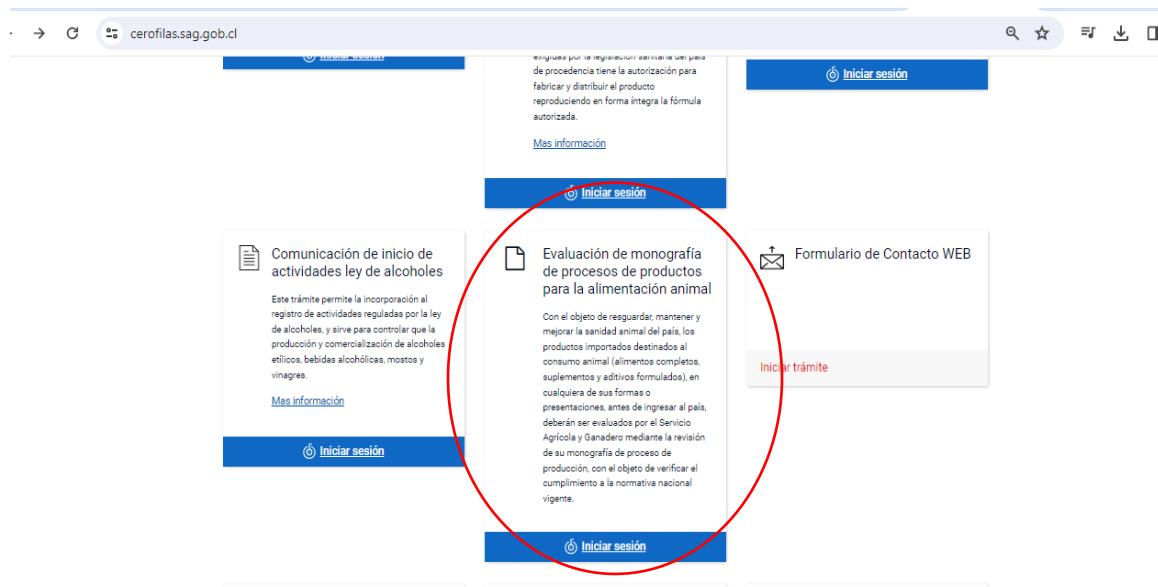 cerofilas.sag.gob.cl
Iniciar sesión
exigidas por la legislación sanitaria del país
de procedencia tiene la autorización para
fabricar y distribuir el producto
reproduciendo en forma íntegra la fórmula
autorizada.
Mas información
Iniciar sesión
Iniciar sesión
Comunicación de inicio de
actividades ley de alcoholes
Este trámite permite la incorporación al
registro de actividades reguladas por la ley
de alcoholes, y sirve para controlar que la
producción y comercialización de alcoholes
etílicos, bebidas alcohólicas, mostos y
vinagres.
Mas información
Iniciar sesión
Evaluación de monografía
de procesos de productos
para la alimentación animal
Con el objeto de resguardar, mantener y
mejorar la sanidad animal del país, los
productos importados destinados al
consumo animal (alimentos completos,
suplementos y aditivos formulados), en
cualquiera de sus formas o
presentaciones, antes de ingresar al país,
deberán ser evaluados por el Servicio
Agrícola y Ganadero mediante la revisión
de su monografía de proceso de
producción, con el objeto de verificar el
cumplimiento a la normativa nacional
vigente.
Iniciar sesión
Formulario de Contacto WEB
Iniciar trámite